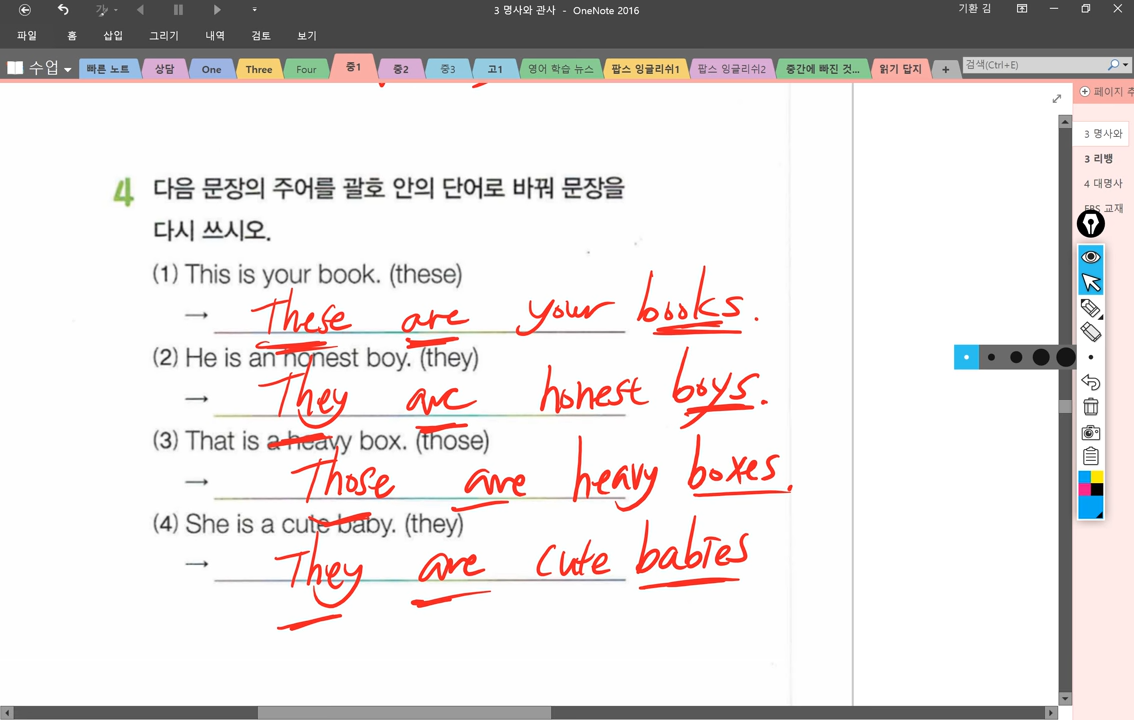 3 명사와 관사 - OneNote 2016
기환 김
파일 홈 삽입 그리기 내역 검토 보기
수업 빠른 노트 상담 One Three Four 중1 중2 중3 고1 영어 학습 뉴스 팝스 잉글리쉬1 팝스 잉글리쉬2 중간에 빠진 것... 읽기 답지 + 검색(Ctrl+E)
페이지 추
3 명사와
3 리뱅
4 대명사
EBS 교재
4 다음 문장의 주어를 괄호 안의 단어로 바꿔 문장을
다시 쓰시오.
(1) This is your book. (these)
→ These are your books.
(2) He is an honest boy. (they)
→ They are honest boys.
(3) That is a heavy box. (those)
→ Those are heavy boxes.
(4) She is a cute baby. (they)
→ They are cute babies